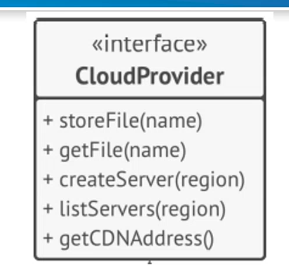 «interface»
CloudProvider
+ storeFile(name)
+ getFile(name)
+ createServer(region)
+ listServers(region)
+ getCDNAddress()